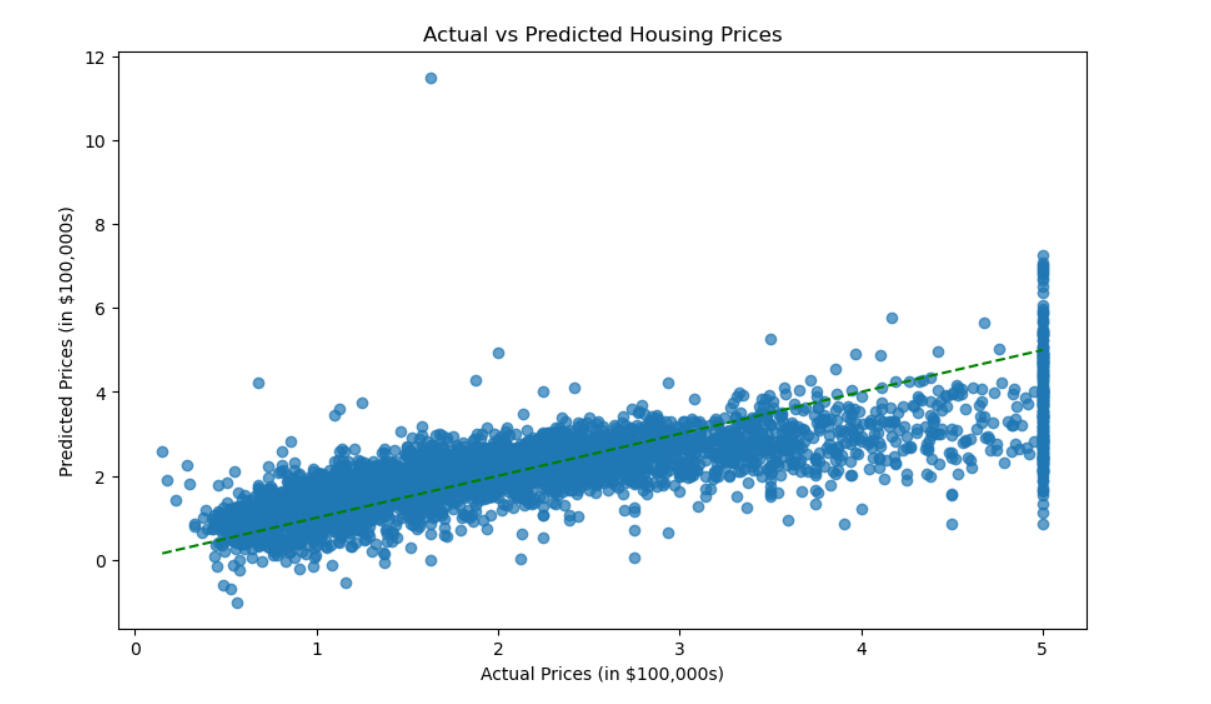 Actual vs Predicted Housing Prices
12
10
8
6
4
2
0
Predicted Prices (in $100,000s)
0 1 2 3 4 5
Actual Prices (in $100,000s)